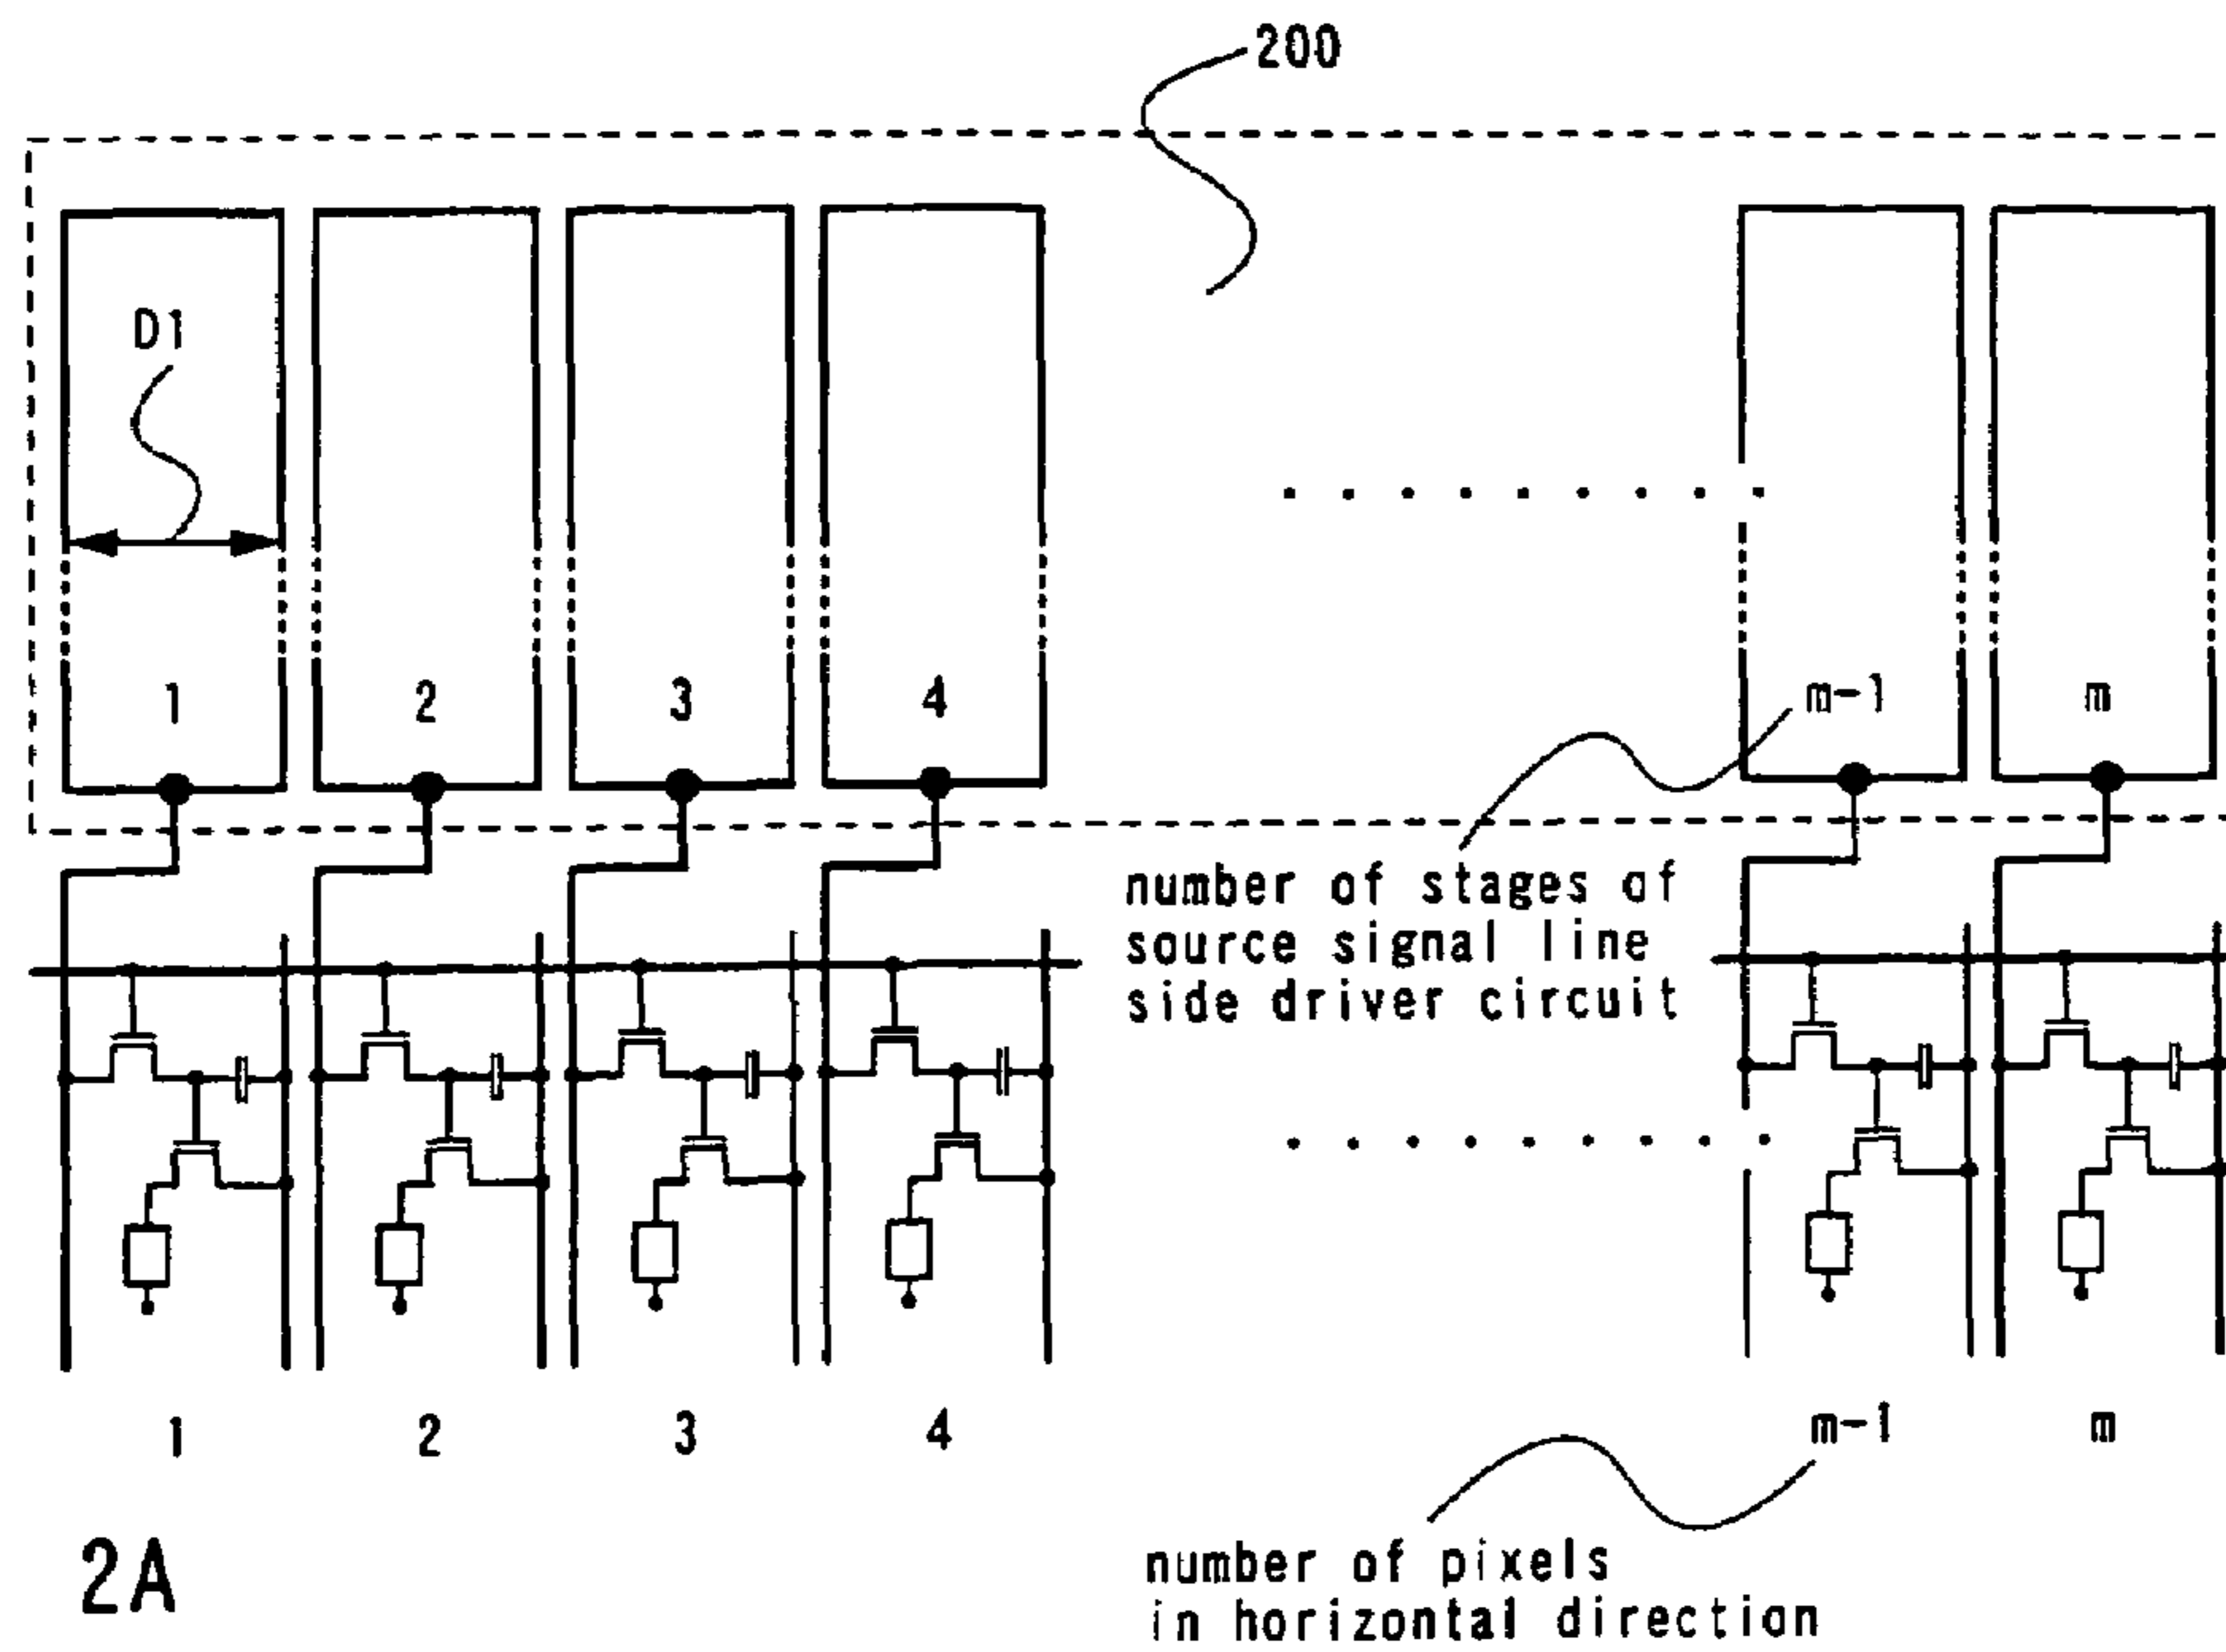 200
D1
1 2 3 4 m-1 m
number of stages of
source signal line
side driver circuit
1 2 3 4 m-1 m
2A
number of pixels
in horizontal direction